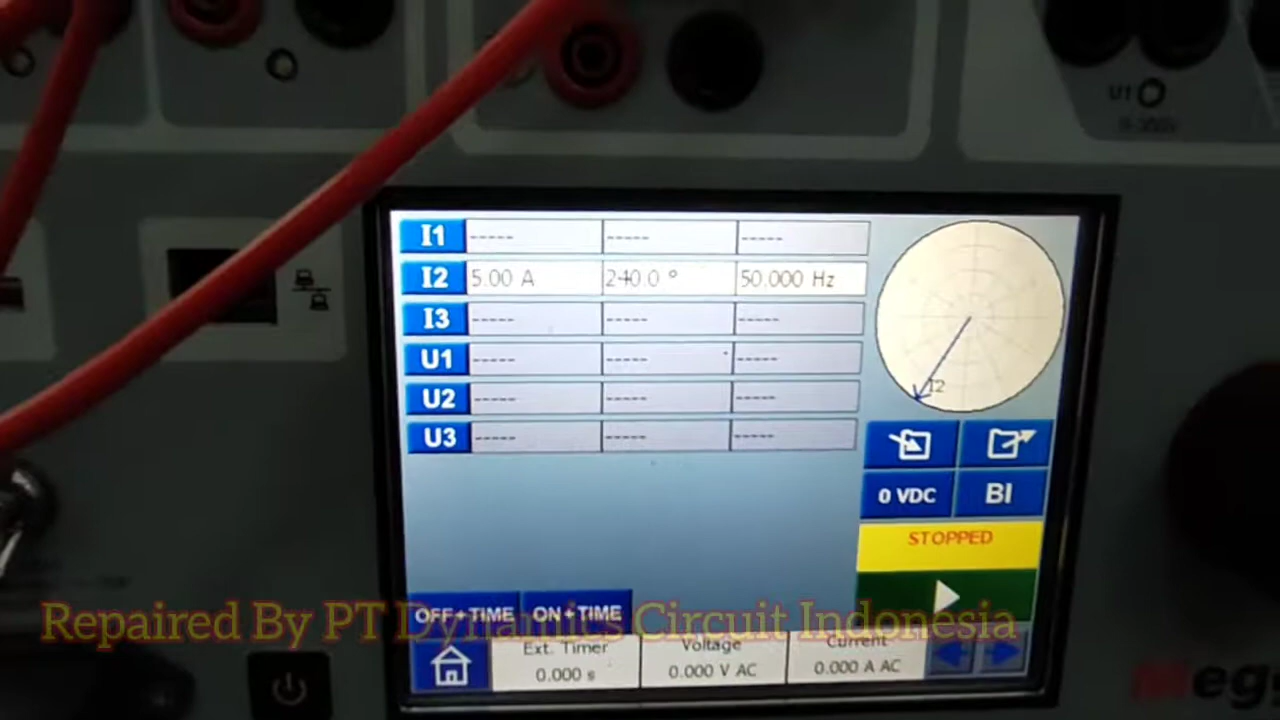 U1
I1 ----- ----- -----
I2 5.00 A 240.0 ° 50.000 Hz
I3 ----- ----- -----
U1 ----- ----- -----
U2 ----- ----- -----
U3 ----- ----- -----
I2
0 VDC BI
STOPPED
OFF+TIME ON+TIME
Repaired By PT Dynamics Circuit Indonesia
Ext. Timer Voltage Current
0.000 s 0.000 V AC 0.000 A AC